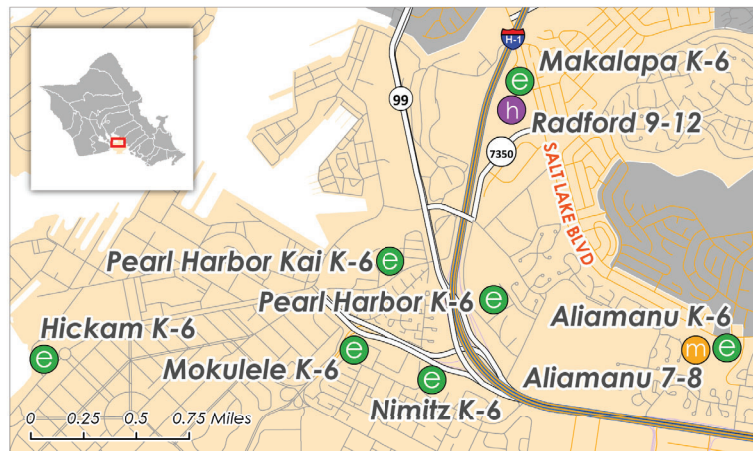 H-1
Makalapa K-6
e
99
h
Radford 9-12
7350
SALT LAKE BLVD
Pearl Harbor Kai K-6
e
Pearl Harbor K-6
e
Hickam K-6
e
Aliamanu K-6
m
e
Mokulele K-6
e
Aliamanu 7-8
Nimitz K-6
e
0 0.25 0.5 0.75 Miles